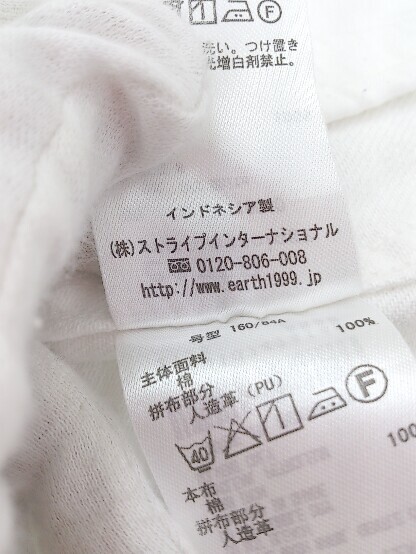 洗い。つけ置き
増白剤禁止。
インドネシア製
(株)ストライプインターナショナル
0120-806-008
http://www.earth1999.jp
号型 160/84A
主体面料
棉 100%
拼布部分
人造革(PU)
40 1 F
本布
棉 100
拼布部分
人造革